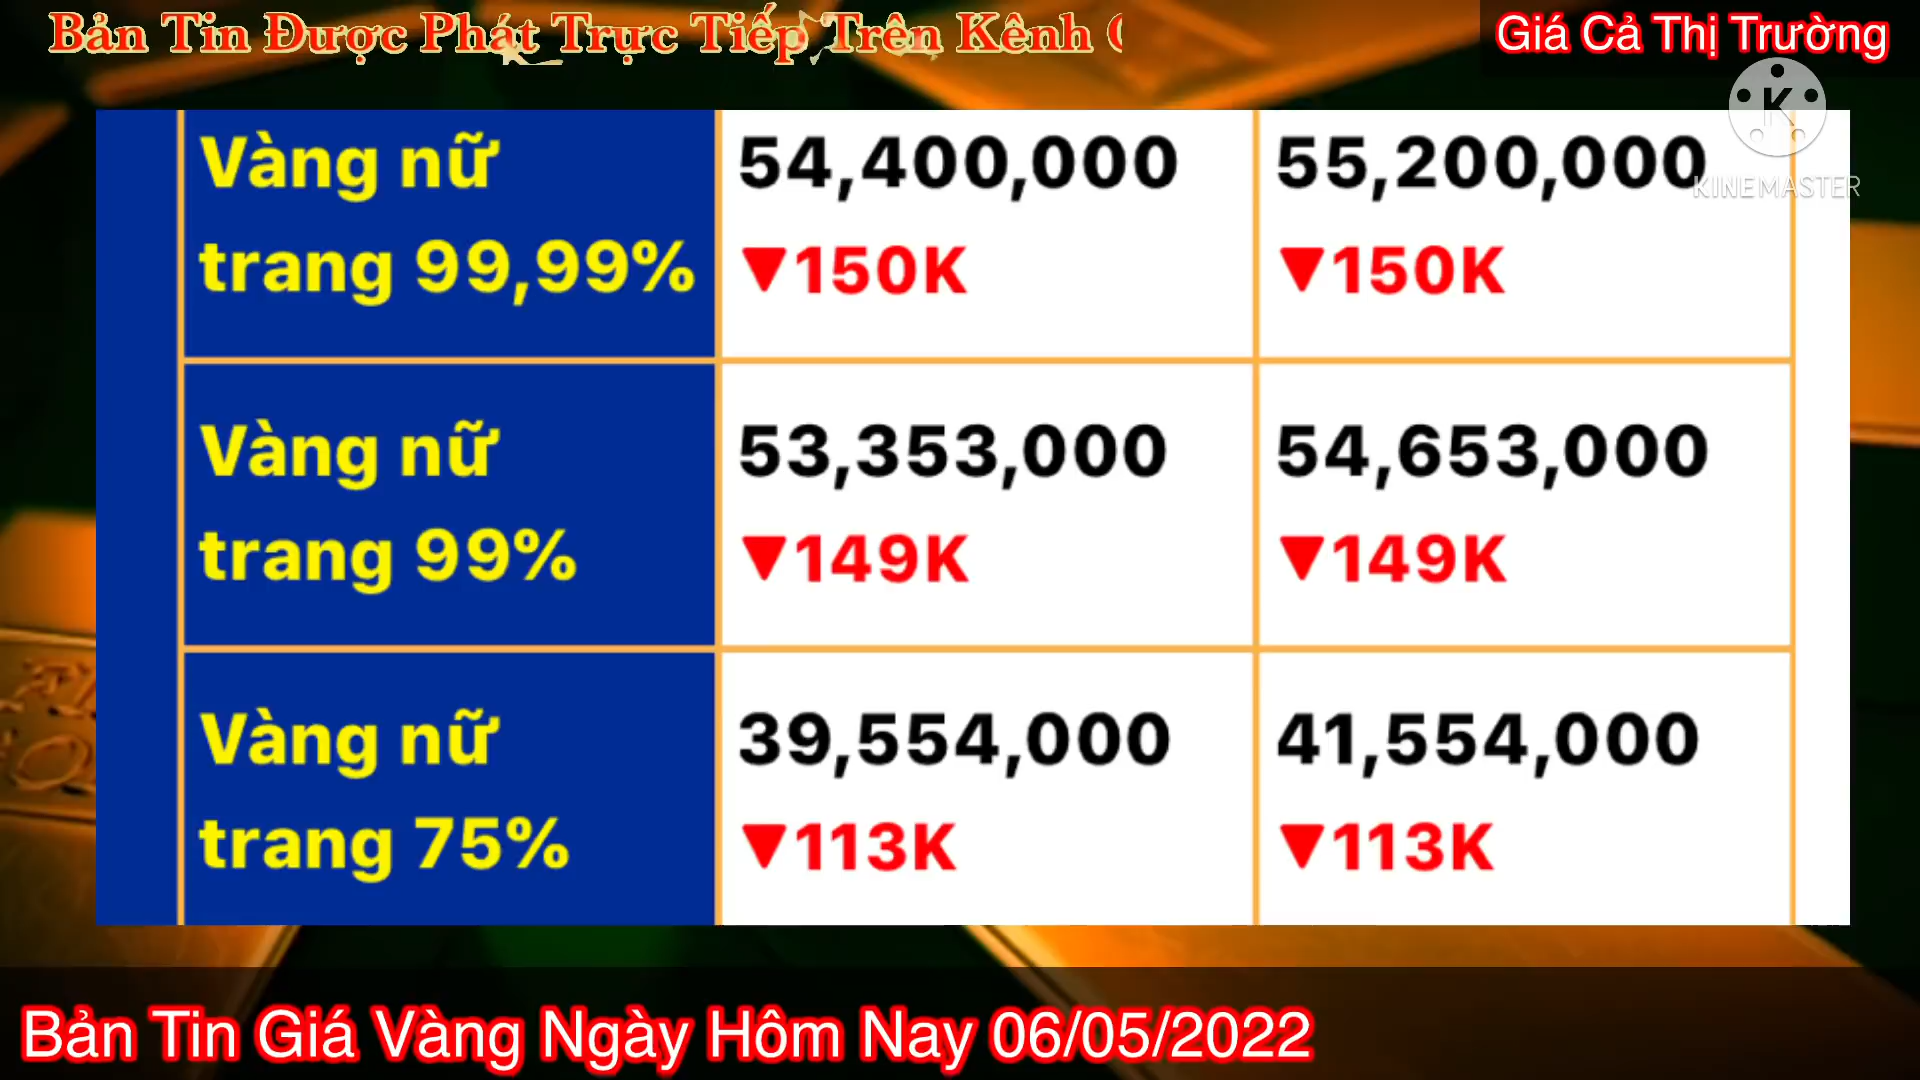 Bản Tin Được Phát Trực Tiếp Trên Kênh
Giá Cả Thị Trường
KINEMASTER
Vàng nữ 54,400,000 55,200,000
trang 99,99% ▼150K ▼150K
Vàng nữ 53,353,000 54,653,000
trang 99% ▼149K ▼149K
Vàng nữ 39,554,000 41,554,000
trang 75% ▼113K ▼113K
Bản Tin Giá Vàng Ngày Hôm Nay 06/05/2022